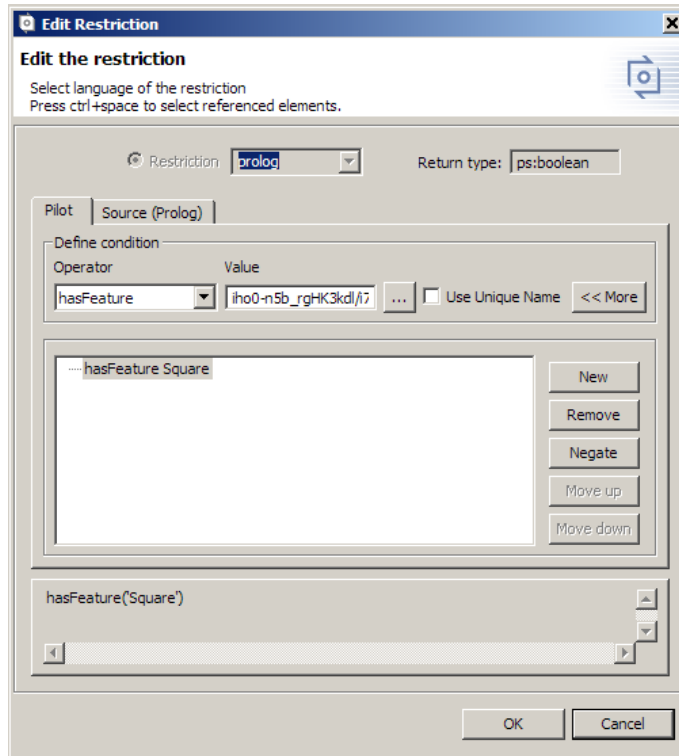 Edit Restriction
Edit the restriction
Select language of the restriction
Press ctrl+space to select referenced elements.
Restriction prolog Return type: ps:boolean
Pilot Source (Prolog)
Define condition
Operator Value
hasFeature iho0-n5b_rgHK3kdl/i7 ... Use Unique Name << More
hasFeature Square
New
Remove
Negate
Move up
Move down
hasFeature('Square')
OK Cancel